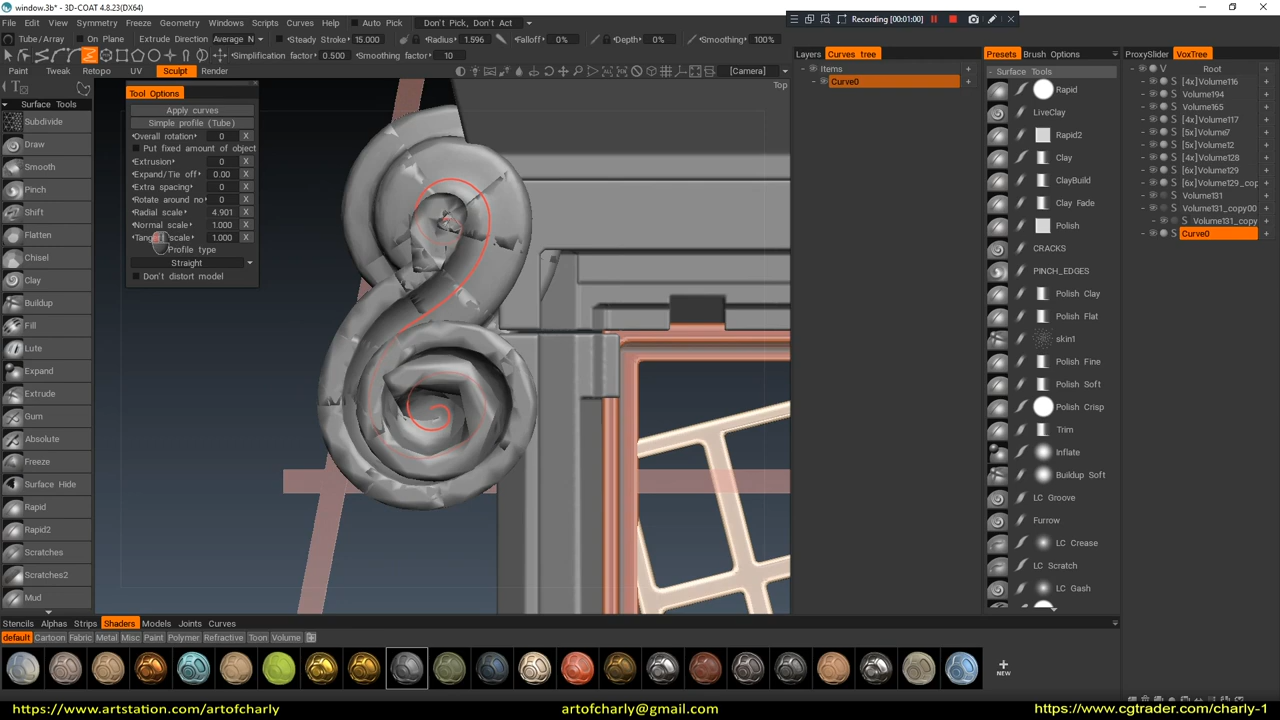 window.3b* - 3D-COAT 4.8.23(DX64)
Recording [00:01:00]
File Edit View Symmetry Freeze Geometry Windows Scripts Curves Help Auto Pick Don't Pick, Don't Act
Tube/Array On Plane Extrude Direction Average N Steady Stroke 15.000 Radius 1.596 Falloff 0% Depth 0% Smoothing 100%
Simplification factor 0.500 Smoothing factor 10
Paint Tweak Retopo UV Sculpt Render
[Camera]
Top
Surface Tools
Subdivide
Draw
Smooth
Pinch
Shift
Flatten
Chisel
Clay
Buildup
Fill
Lute
Expand
Extrude
Gum
Absolute
Freeze
Surface Hide
Rapid
Rapid2
Scratches
Scratches2
Mud
Tool Options
Apply curves
Simple profile (Tube)
Overall rotation 0 X
Put fixed amount of object
Extrusion 0 X
Expand/Tie off 0.00 X
Extra spacing 0 X
Rotate around no 0 X
Radial scale 4.901 X
Normal scale 1.000 X
scale 1.000 X
Profile type
Straight
Don't distort model
Layers Curves tree
Items +
Curve0 +
Presets Brush Options
Surface Tools
Rapid
LiveClay
Rapid2
Clay
ClayBuild
Clay Fade
Polish
CRACKS
PINCH_EDGES
Polish Clay
Polish Flat
skin1
Polish Fine
Polish Soft
Polish Crisp
Trim
Inflate
Buildup Soft
LC Groove
Furrow
LC Crease
LC Scratch
LC Gash
ProxySlider VoxTree
V Root +
S [4x]Volume116 +
S Volume194 +
S Volume165 +
S [4x]Volume117 +
S [5x]Volume7 +
S [5x]Volume12 +
S [4x]Volume128 +
S [6x]Volume129 +
S [6x]Volume129_cop +
S Volume131 +
S Volume131_copy00 +
S Volume131_copy +
S Curve0 +
Stencils Alphas Strips Shaders Models Joints Curves
default Cartoon Fabric Metal Misc Paint Polymer Refractive Toon Volume
+
NEW
https://www.artstation.com/artofcharly
artofcharly@gmail.com
https://www.cgtrader.com/charly-1